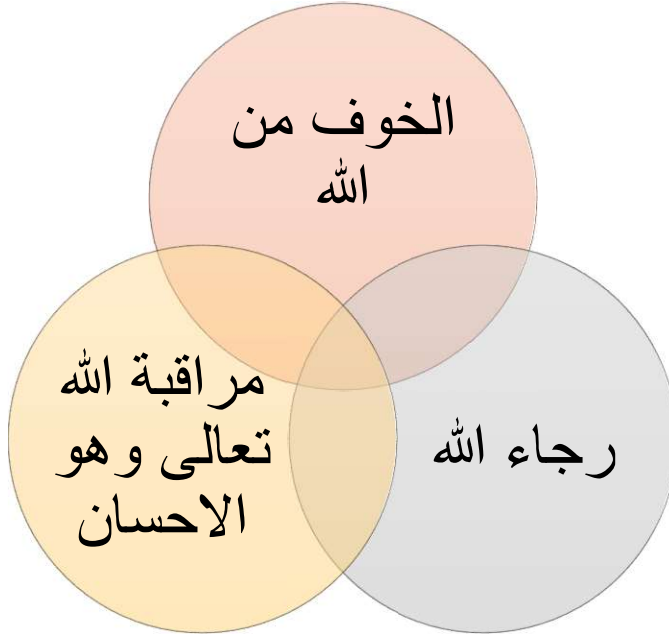 الخوف من
الله
مراقبة الله
تعالى وهو
الاحسان
رجاء الله